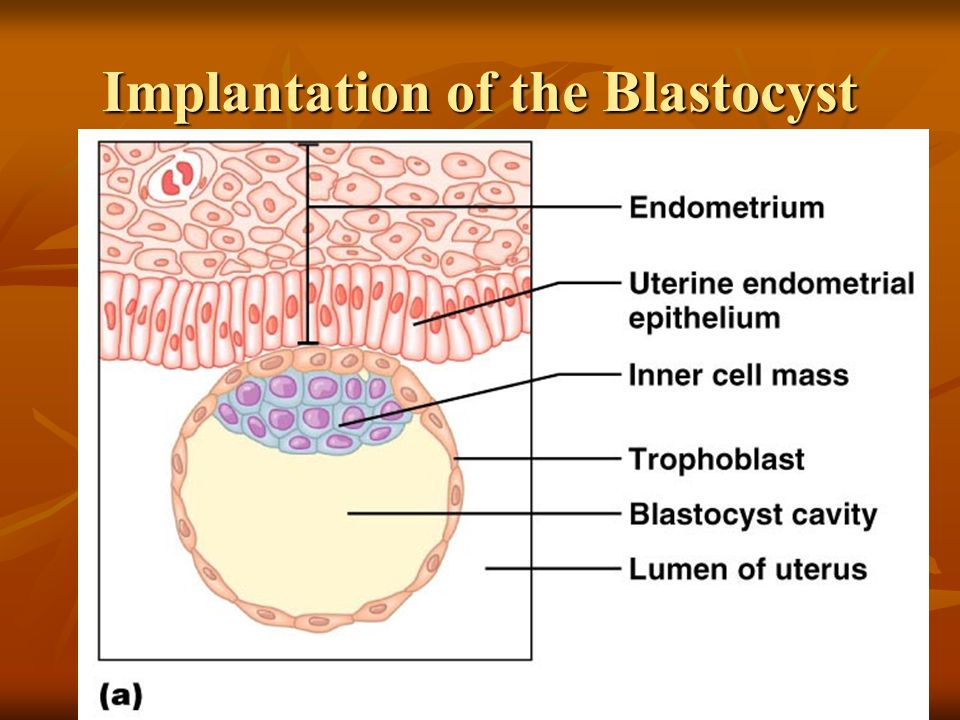 Implantation of the Blastocyst
Endometrium
Uterine endometrial
epithelium
Inner cell mass
Trophoblast
Blastocyst cavity
Lumen of uterus
(a)